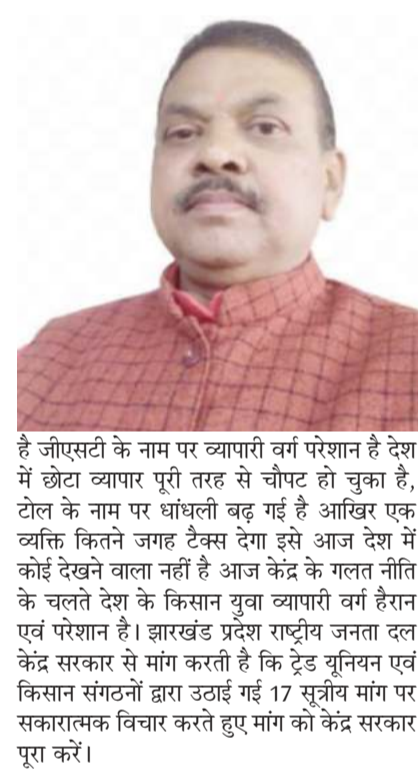 है जीएसटी के नाम पर व्यापारी वर्ग परेशान है देश
में छोटा व्यापार पूरी तरह से चौपट हो चुका है,
टोल के नाम पर धांधली बढ़ गई है आखिर एक
व्यक्ति कितने जगह टैक्स देगा इसे आज देश में
कोई देखने वाला नहीं है आज केंद्र के गलत नीति
के चलते देश के किसान युवा व्यापारी वर्ग हैरान
एवं परेशान है। झारखंड प्रदेश राष्ट्रीय जनता दल
केंद्र सरकार से मांग करती है कि ट्रेड यूनियन एवं
किसान संगठनों द्वारा उठाई गई 17 सूत्रीय मांग पर
सकारात्मक विचार करते हुए मांग को केंद्र सरकार
पूरा करें।